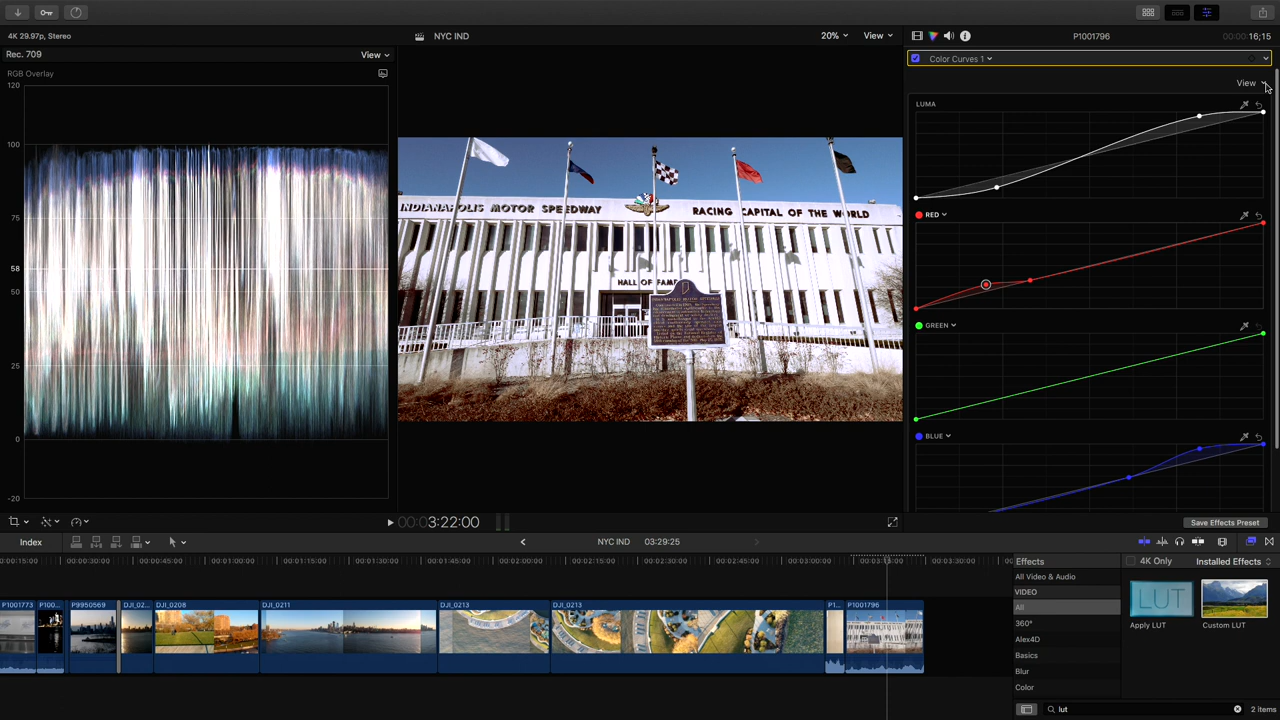 4K 29.97p, Stereo
NYC IND
20%
View
P1001796
00:00:16;15
Rec. 709
View
Color Curves 1
RGB Overlay
View
120
100
75
58
50
25
0
-20
LUMA
RED
GREEN
BLUE
INDIANAPOLIS MOTOR SPEEDWAY
RACING CAPITAL OF THE WORLD
HALL OF FAME
00:03:22:00
Save Effects Preset
Index
NYC IND
03:29:25
00:00:15:00
00:00:30:00
00:00:45:00
00:01:00:00
00:01:15:00
00:01:30:00
00:01:45:00
00:02:00:00
00:02:15:00
00:02:30:00
00:02:45:00
00:03:00:00
00:03:15:00
00:03:30:00
P1001773
P100...
P9950569
DJI_02...
DJI_0208
DJI_0211
DJI_0213
DJI_0213
P1...
P1001796
Effects
4K Only
Installed Effects
All Video & Audio
VIDEO
All
360°
Alex4D
Basics
Blur
Color
LUT
Apply LUT
Custom LUT
lut
2 items